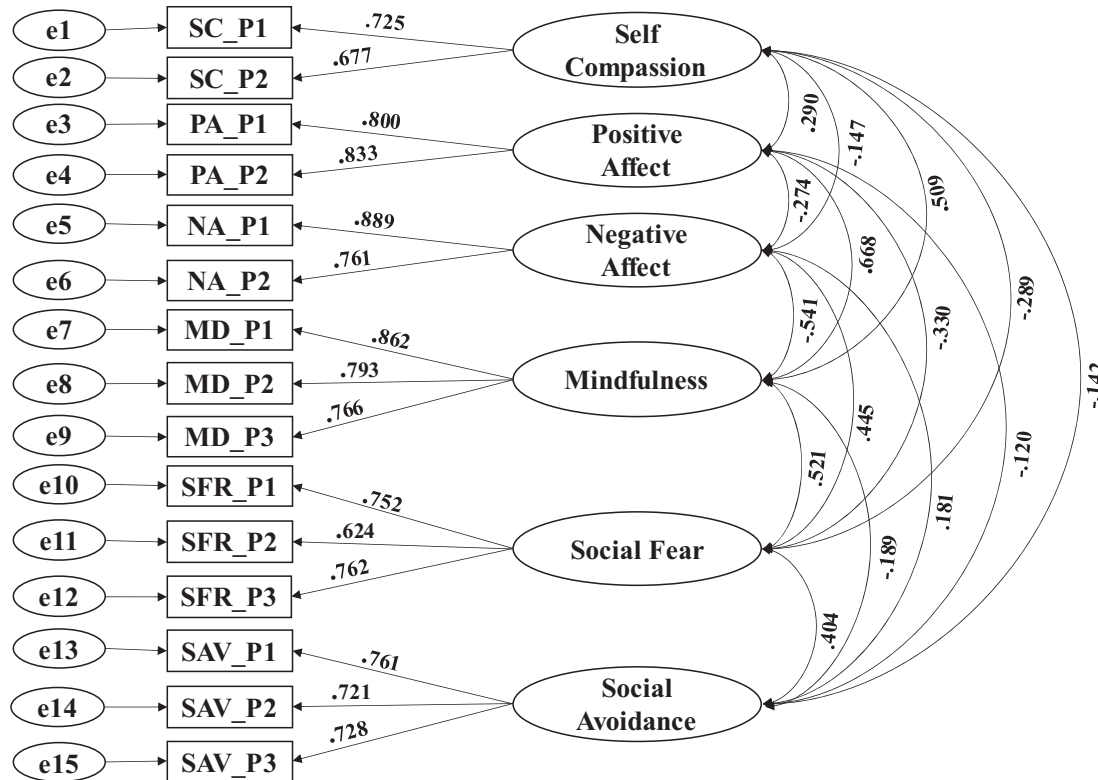 e1 SC_P1 .725 Self
Compassion
e2 SC_P2 .677
e3 PA_P1 .800 Positive
Affect
e4 PA_P2 .833
e5 NA_P1 .889 Negative
Affect
e6 NA_P2 .761
e7 MD_P1 .862
e8 MD_P2 .793 Mindfulness
e9 MD_P3 .766
e10 SFR_P1 .752
e11 SFR_P2 .624 Social Fear
e12 SFR_P3 .762
e13 SAV_P1 .761
e14 SAV_P2 .721 Social
Avoidance
e15 SAV_P3 .728
.290
-.147
.509
-.274
.668
-.289
-.541
-.330
-.142
.445
.521
-.120
.181
-.189
.404